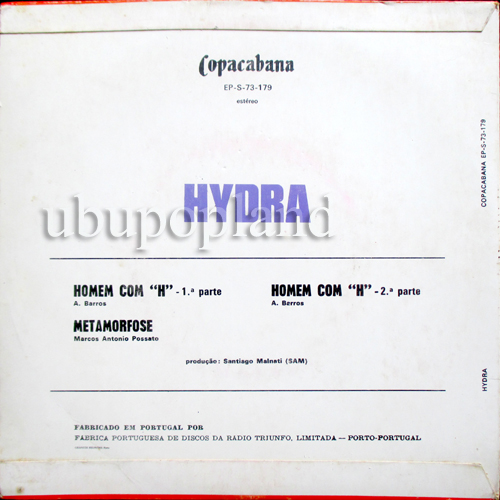 Copacabana
EP-S-73-179
estéreo
HYDRA
ubupopland
HOMEM COM "H" - 1.ª parte
A. Barros
METAMORFOSE
Marcos Antonio Possato
HOMEM COM "H" - 2.ª parte
A. Barros
produção: Santiago Malnati (SAM)
FABRICADO EM PORTUGAL POR
FÁBRICA PORTUGUESA DE DISCOS DA RÁDIO TRIUNFO, LIMITADA — PORTO-PORTUGAL
COPACABANA EP-S-73-179
HYDRA